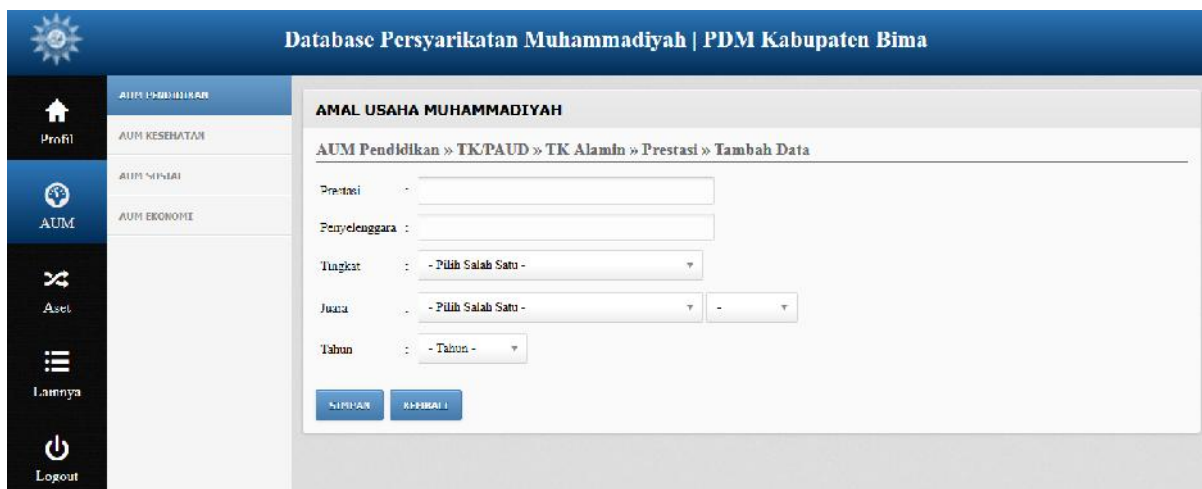 Database Persyarikatan Muhammadiyah | PDM Kabupaten Bima
Profil
AUM
Aset
Lainnya
Logout
AUM PENDIDIKAN
AUM KESEHATAN
AUM SOSIAL
AUM EKONOMI
AMAL USAHA MUHAMMADIYAH
AUM Pendidikan » TK/PAUD » TK Alamin » Prestasi » Tambah Data
Prestasi :
Penyelenggara :
Tingkat : - Pilih Salah Satu -
Juara : - Pilih Salah Satu - -
Tahun : - Tahun -
SIMPAN KEMBALI